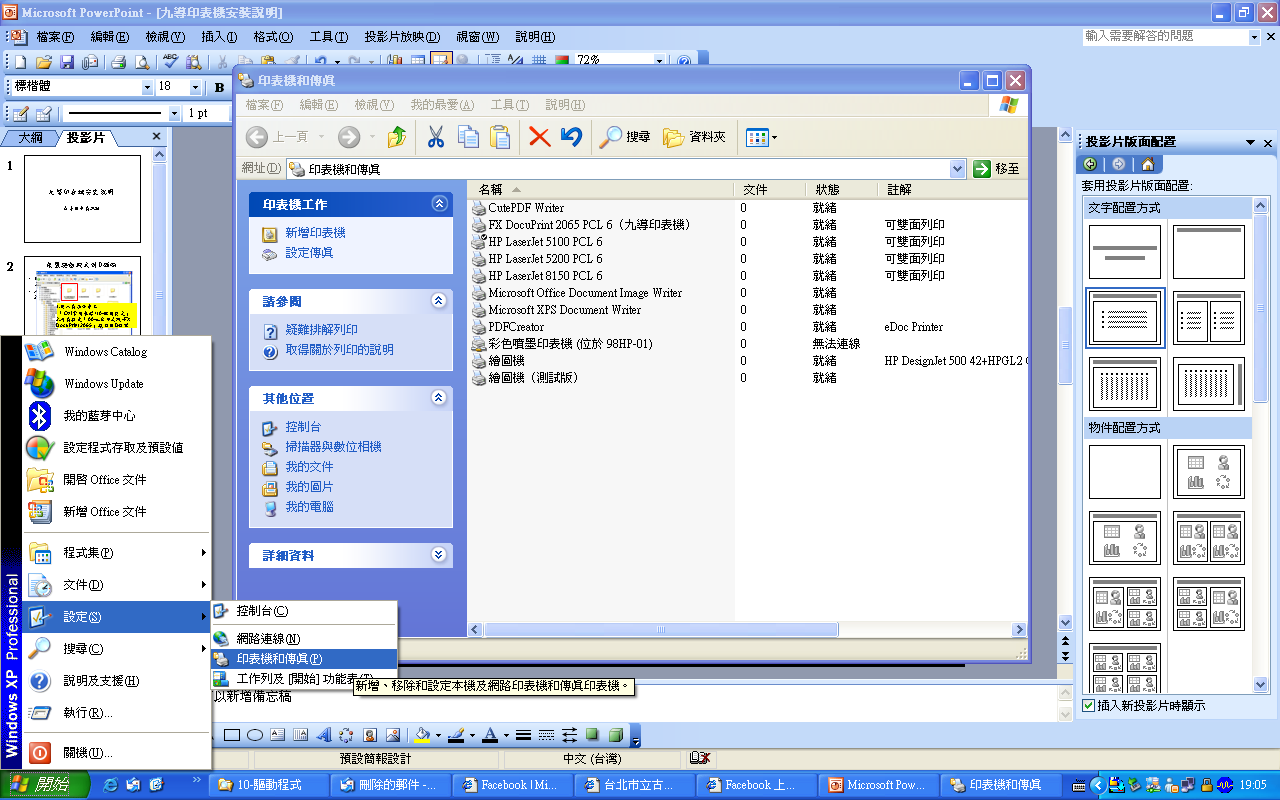 Microsoft PowerPoint - [九導印表機安裝說明]
檔案(F) 編輯(E) 檢視(V) 插入(I) 格式(O) 工具(T) 投影片放映(D) 視窗(W) 說明(H) 輸入需要解答的問題
72%
標楷體 18 B
1 pt
大綱 投影片
1
九導印表機安裝說明
2
印表機和傳真
檔案(F) 編輯(E) 檢視(V) 我的最愛(A) 工具(T) 說明(H)
上一頁 搜尋 資料夾
網址(D) 印表機和傳真 移至
印表機工作
新增印表機
設定傳真
請參閱
疑難排解列印
取得關於列印的說明
其他位置
控制台
掃描器與數位相機
我的文件
我的圖片
我的電腦
詳細資料
名稱 文件 狀態 註解
CutePDF Writer 0 就緒
FX DocuPrint 2065 PCL 6（九導印表機） 0 就緒 可雙面列印
HP LaserJet 5100 PCL 6 0 就緒 可雙面列印
HP LaserJet 5200 PCL 6 0 就緒 可雙面列印
HP LaserJet 8150 PCL 6 0 就緒 可雙面列印
Microsoft Office Document Image Writer 0 就緒
Microsoft XPS Document Writer 0 就緒
PDFCreator 0 就緒 eDoc Printer
彩色噴墨印表機 (位於 98HP-01) 0 無法連線
繪圖機 0 就緒 HP DesignJet 500 42+HPGL2
繪圖機（測試版） 0 就緒
投影片版面配置
套用投影片版面配置:
文字配置方式
物件配置方式
插入新投影片時顯示
Windows Catalog
Windows Update
我的藍芽中心
設定程式存取及預設值
開啓 Office 文件
新增 Office 文件
程式集(P)
文件(D)
設定(S)
搜尋(C)
說明及支援(H)
執行(R)...
關機(U)...
Windows XP Professional
控制台(C)
網路連線(N)
印表機和傳真(P)
工作列及 [開始] 功能表(T)
新增、移除和設定本機及網路印表機和傳真印表機。
以新增備忘稿
預設簡報設計 中文 (台灣)
開始 10-驅動程式 刪除的郵件 -... Facebook | Mi... 台北市立古... Facebook 上... Microsoft Pow... 印表機和傳真 19:05